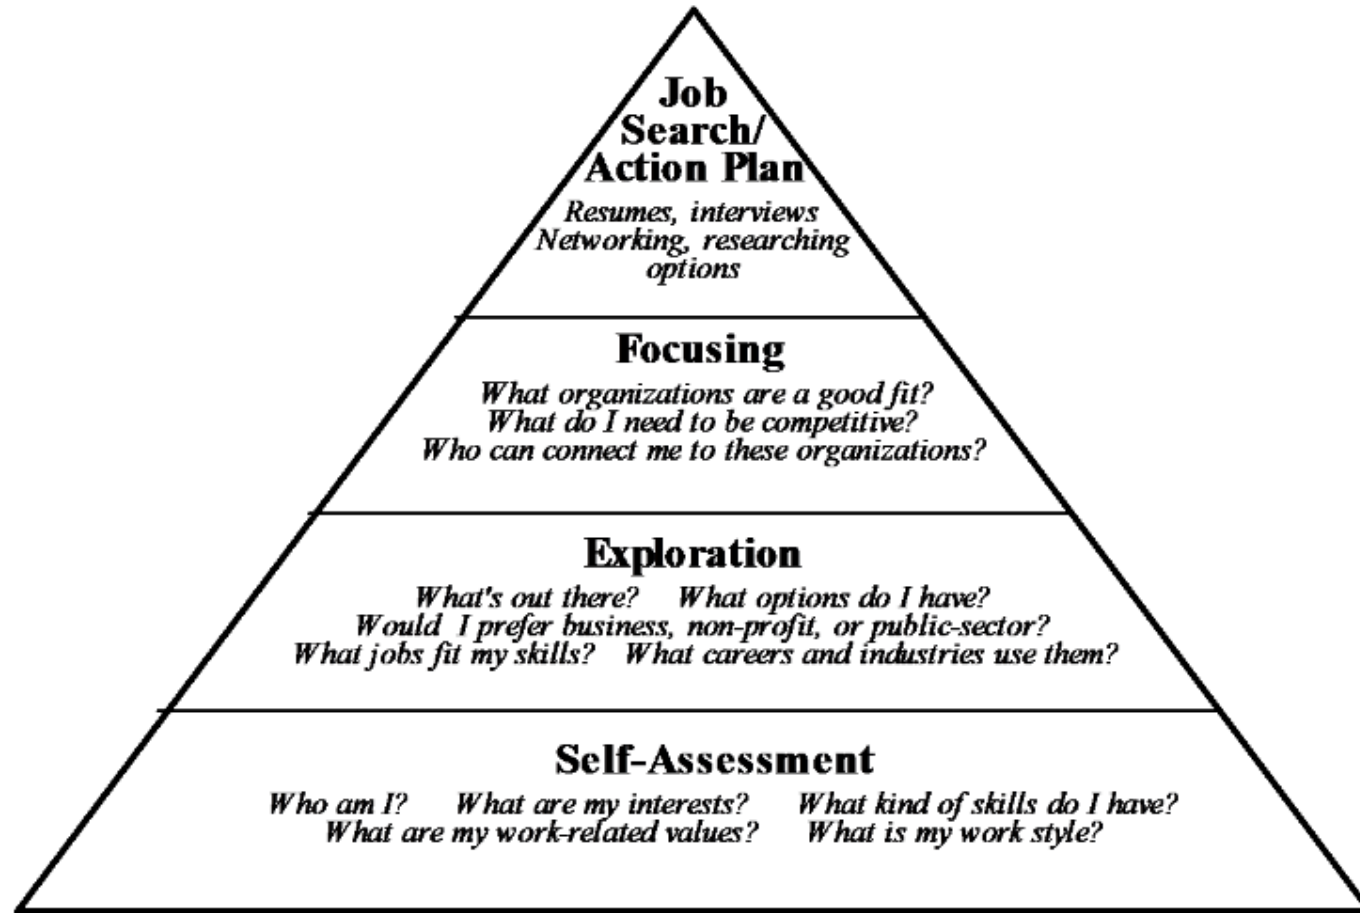 Job
Search/
Action Plan
Resumes, interviews
Networking, researching
options
Focusing
What organizations are a good fit?
What do I need to be competitive?
Who can connect me to these organizations?
Exploration
What's out there? What options do I have?
Would I prefer business, non-profit, or public-sector?
What jobs fit my skills? What careers and industries use them?
Self-Assessment
Who am I? What are my interests? What kind of skills do I have?
What are my work-related values? What is my work style?